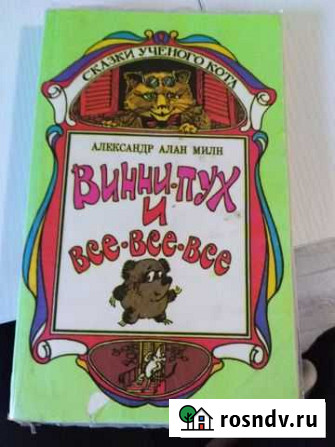 СКАЗКИ УЧЕНОГО КОТА
АЛЕКСАНДР АЛАН МИЛН
ВИННИ-ПУХ
И
ВСЕ-ВСЕ-ВСЕ
rosndv.ru